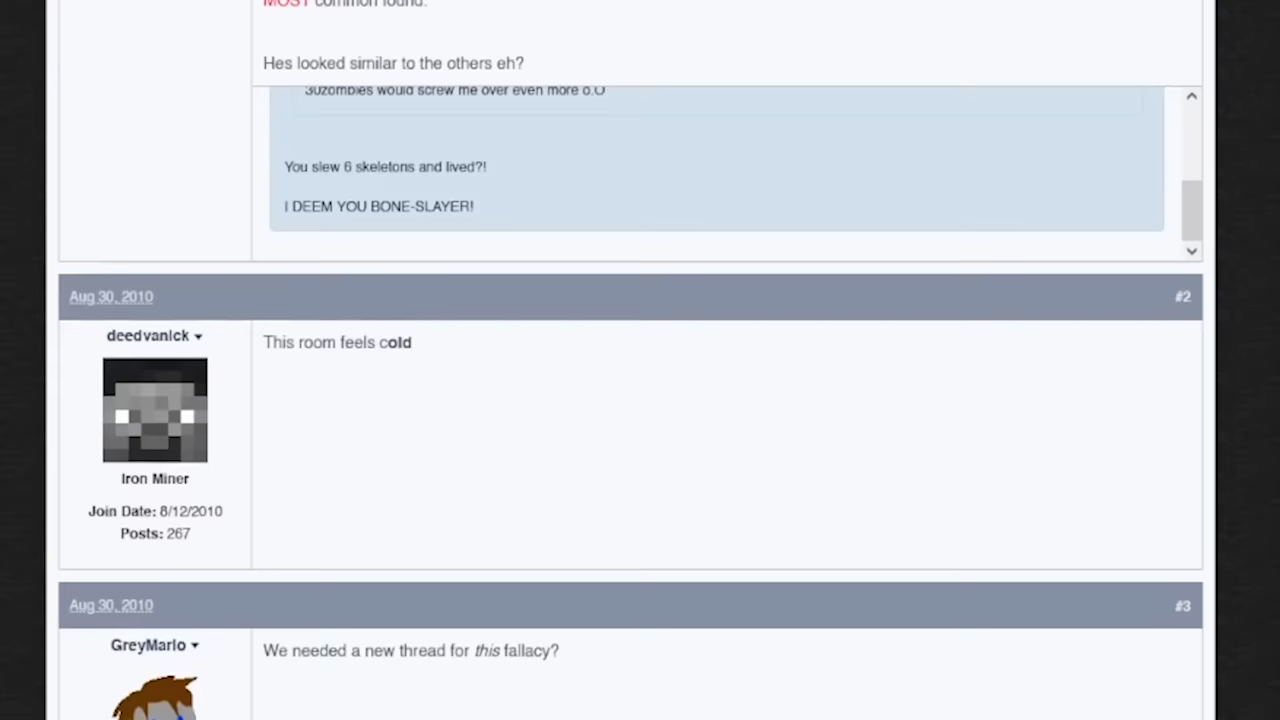 MOST common found.
Hes looked similar to the others eh?
30zombies would screw me over even more o.O
You slew 6 skeletons and lived?!
I DEEM YOU BONE-SLAYER!
Aug 30, 2010 #2
deedvanick
This room feels cold
Iron Miner
Join Date: 8/12/2010
Posts: 267
Aug 30, 2010 #3
GreyMario
We needed a new thread for this fallacy?